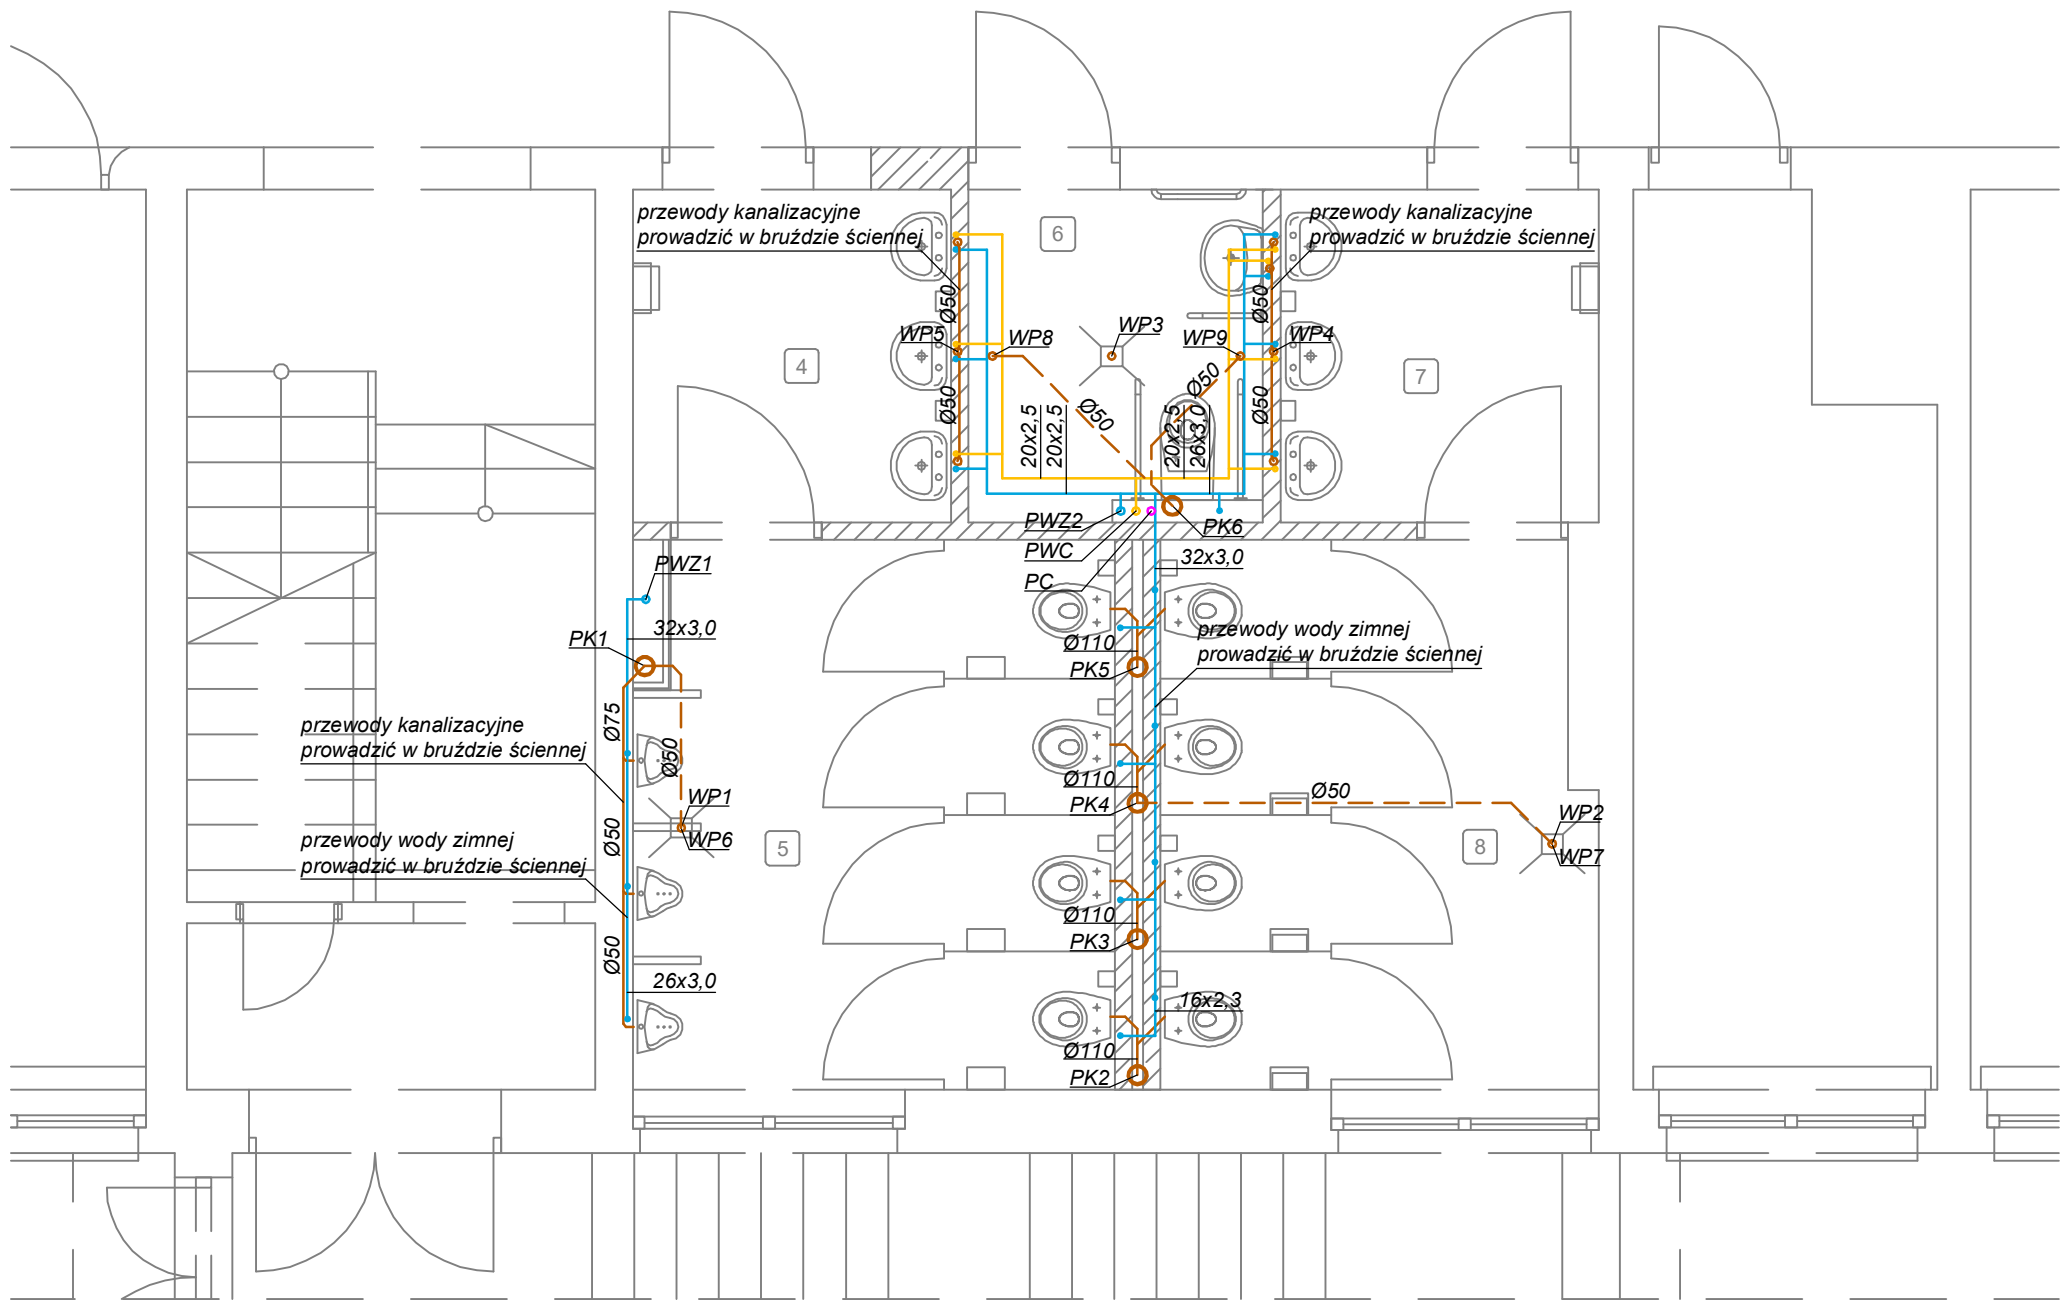 przewody kanalizacyjne
prowadzić w bruździe ściennej
6
przewody kanalizacyjne
prowadzić w bruździe ściennej
Ø50
Ø50
WP5
WP8
WP3
WP9
WP4
4
7
Ø50
Ø50
Ø50
Ø50
20x2,5
20x2,5
20x2,5
26x3,0
PWZ2
PK6
PWC
PC
32x3,0
PWZ1
PK1
32x3,0
przewody wody zimnej
prowadzić w bruździe ściennej
Ø110
PK5
Ø75
przewody kanalizacyjne
prowadzić w bruździe ściennej
Ø50
Ø110
PK4
Ø50
WP1
WP2
WP6
WP7
przewody wody zimnej
prowadzić w bruździe ściennej
Ø50
5
8
Ø110
PK3
Ø50
26x3,0
16x2,3
Ø110
PK2